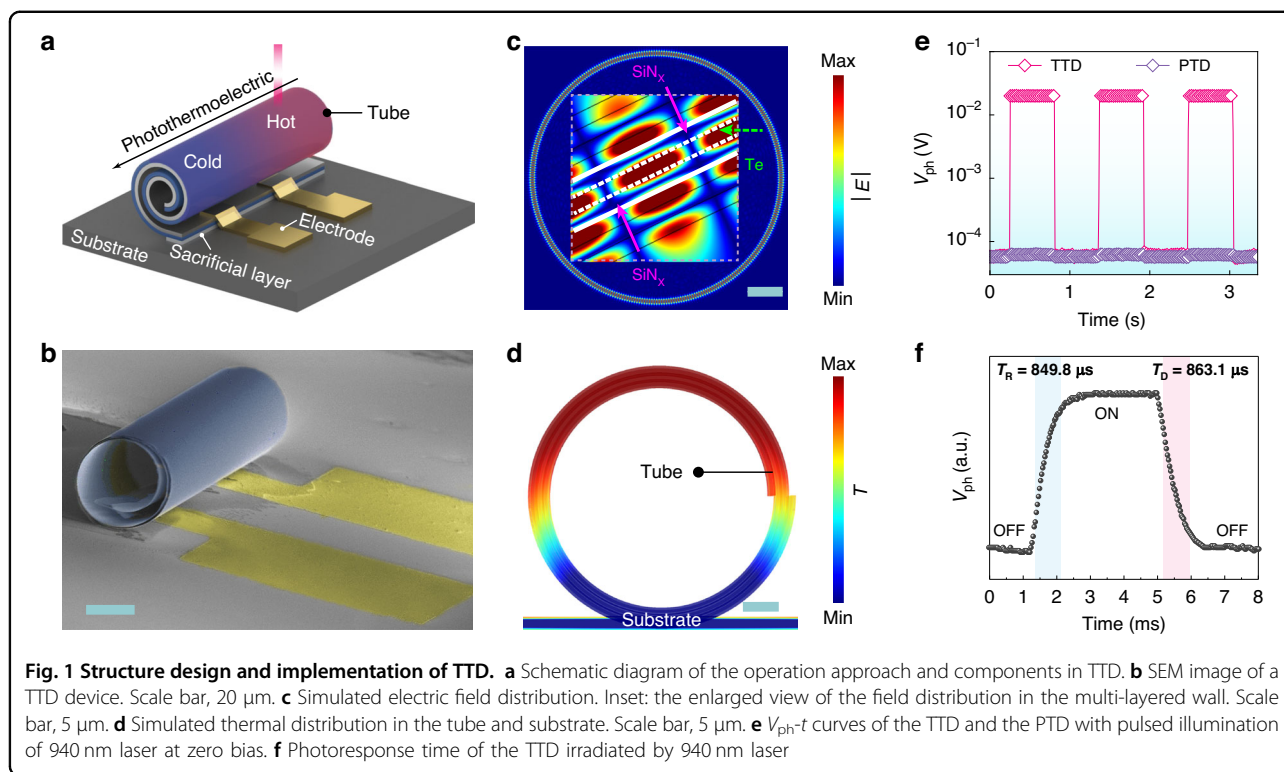 a
Photothermoelectric
Hot
Tube
Cold
Electrode
Sacrificial layer
Substrate
b
c
SiNx
Te
SiNx
Max
|E|
Min
d
Tube
Substrate
Max
T
Min
e
TTD PTD
10⁻¹
10⁻²
10⁻³
10⁻⁴
Vph (V)
0 1 2 3
Time (s)
f
TR = 849.8 µs TD = 863.1 µs
ON
OFF OFF
Vph (a.u.)
0 1 2 3 4 5 6 7 8
Time (ms)
Fig. 1 Structure design and implementation of TTD. a Schematic diagram of the operation approach and components in TTD. b SEM image of a
TTD device. Scale bar, 20 µm. c Simulated electric field distribution. Inset: the enlarged view of the field distribution in the multi-layered wall. Scale
bar, 5 µm. d Simulated thermal distribution in the tube and substrate. Scale bar, 5 µm. e Vph-t curves of the TTD and the PTD with pulsed illumination
of 940 nm laser at zero bias. f Photoresponse time of the TTD irradiated by 940 nm laser